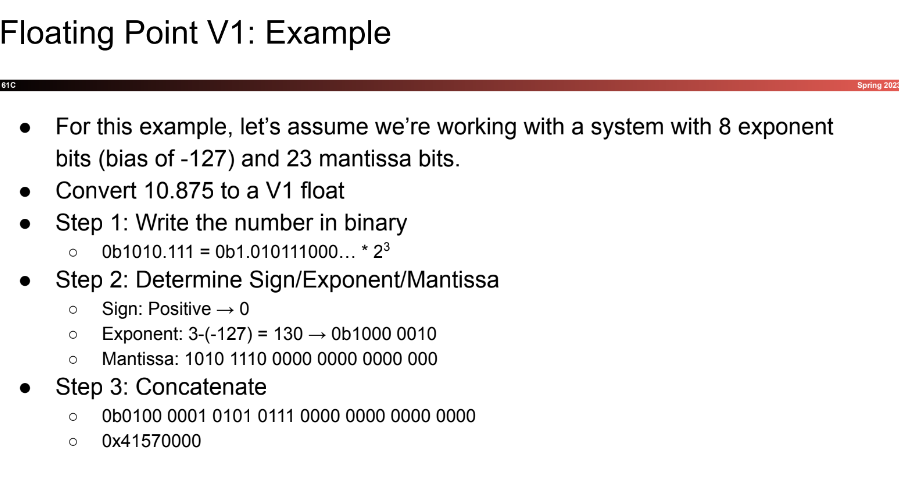 Floating Point V1: Example
61C
Spring 2023
● For this example, let’s assume we’re working with a system with 8 exponent
bits (bias of -127) and 23 mantissa bits.
● Convert 10.875 to a V1 float
● Step 1: Write the number in binary
○ 0b1010.111 = 0b1.010111000… * 2³
● Step 2: Determine Sign/Exponent/Mantissa
○ Sign: Positive → 0
○ Exponent: 3-(-127) = 130 → 0b1000 0010
○ Mantissa: 1010 1110 0000 0000 0000 000
● Step 3: Concatenate
○ 0b0100 0001 0101 0111 0000 0000 0000 0000
○ 0x41570000